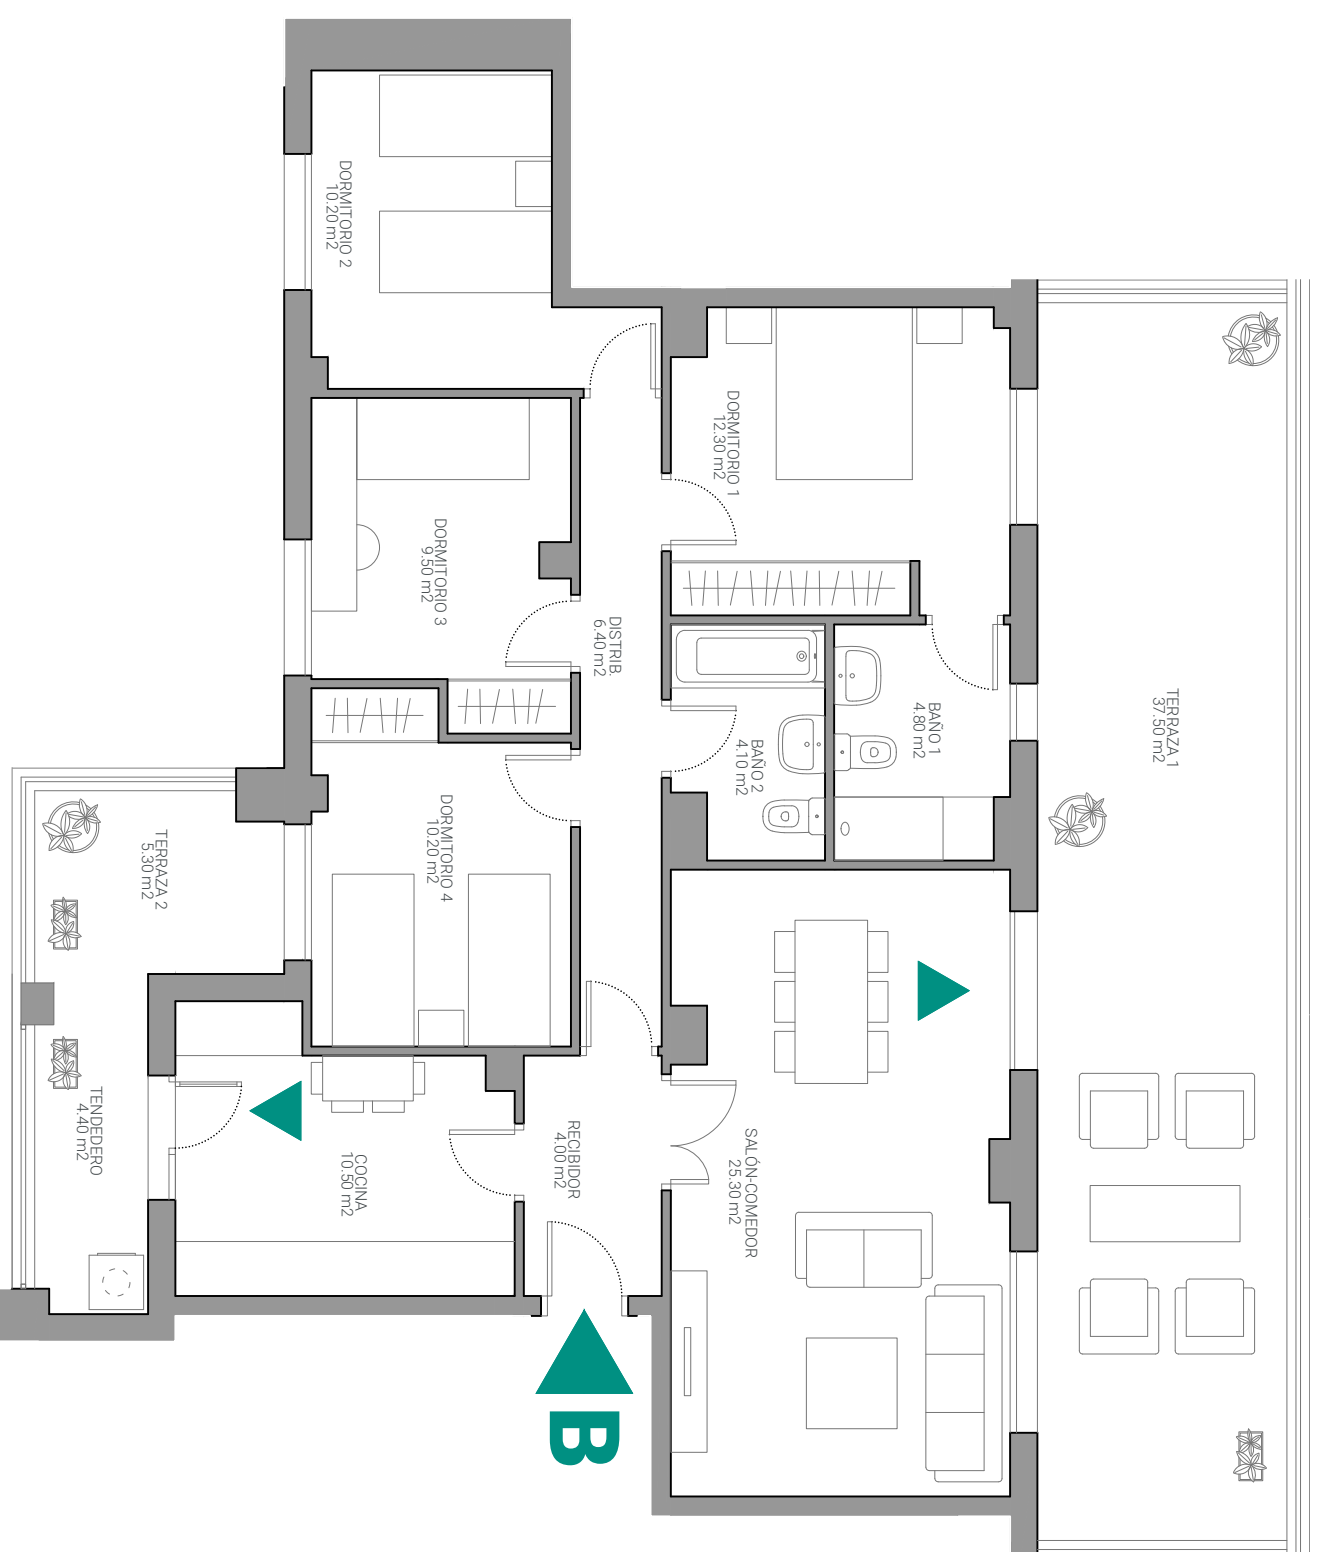 DORMITORIO 2
10.20 m2
DORMITORIO 1
12.30 m2
DORMITORIO 3
9.50 m2
DISTRIB.
6.40 m2
BAÑO 1
4.80 m2
BAÑO 2
4.10 m2
TERRAZA 1
37.50 m2
DORMITORIO 4
10.20 m2
TERRAZA 2
5.30 m2
TENDEDERO
4.40 m2
COCINA
10.50 m2
RECIBIDOR
4.00 m2
SALÓN-COMEDOR
25.30 m2
B